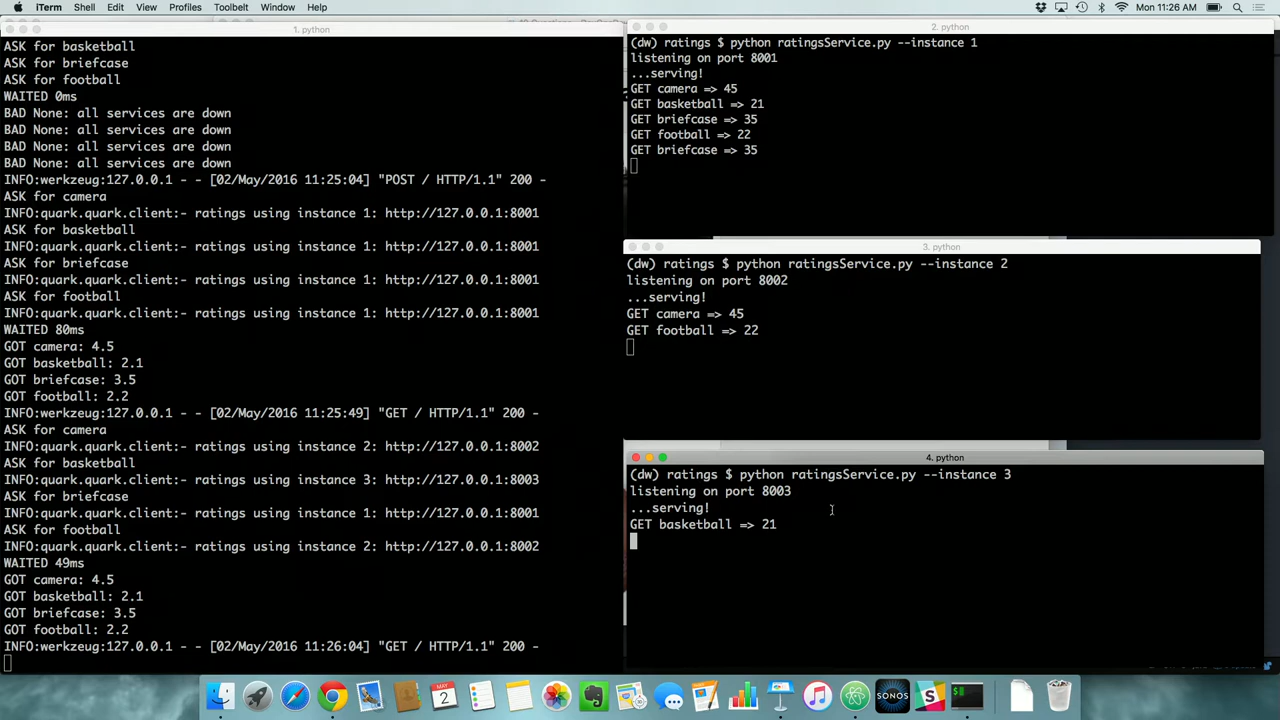 iTerm Shell Edit View Profiles Toolbelt Window Help Mon 11:26 AM
1. python
ASK for basketball
ASK for briefcase
ASK for football
WAITED 0ms
BAD None: all services are down
BAD None: all services are down
BAD None: all services are down
BAD None: all services are down
INFO:werkzeug:127.0.0.1 - - [02/May/2016 11:25:04] "POST / HTTP/1.1" 200 -
ASK for camera
INFO:quark.quark.client:- ratings using instance 1: http://127.0.0.1:8001
ASK for basketball
INFO:quark.quark.client:- ratings using instance 1: http://127.0.0.1:8001
ASK for briefcase
INFO:quark.quark.client:- ratings using instance 1: http://127.0.0.1:8001
ASK for football
INFO:quark.quark.client:- ratings using instance 1: http://127.0.0.1:8001
WAITED 80ms
GOT camera: 4.5
GOT basketball: 2.1
GOT briefcase: 3.5
GOT football: 2.2
INFO:werkzeug:127.0.0.1 - - [02/May/2016 11:25:49] "GET / HTTP/1.1" 200 -
ASK for camera
INFO:quark.quark.client:- ratings using instance 2: http://127.0.0.1:8002
ASK for basketball
INFO:quark.quark.client:- ratings using instance 3: http://127.0.0.1:8003
ASK for briefcase
INFO:quark.quark.client:- ratings using instance 1: http://127.0.0.1:8001
ASK for football
INFO:quark.quark.client:- ratings using instance 2: http://127.0.0.1:8002
WAITED 49ms
GOT camera: 4.5
GOT basketball: 2.1
GOT briefcase: 3.5
GOT football: 2.2
INFO:werkzeug:127.0.0.1 - - [02/May/2016 11:26:04] "GET / HTTP/1.1" 200 -
2. python
(dw) ratings $ python ratingsService.py --instance 1
listening on port 8001
...serving!
GET camera => 45
GET basketball => 21
GET briefcase => 35
GET football => 22
GET briefcase => 35
3. python
(dw) ratings $ python ratingsService.py --instance 2
listening on port 8002
...serving!
GET camera => 45
GET football => 22
4. python
(dw) ratings $ python ratingsService.py --instance 3
listening on port 8003
...serving!
GET basketball => 21
MAY
2
SONOS